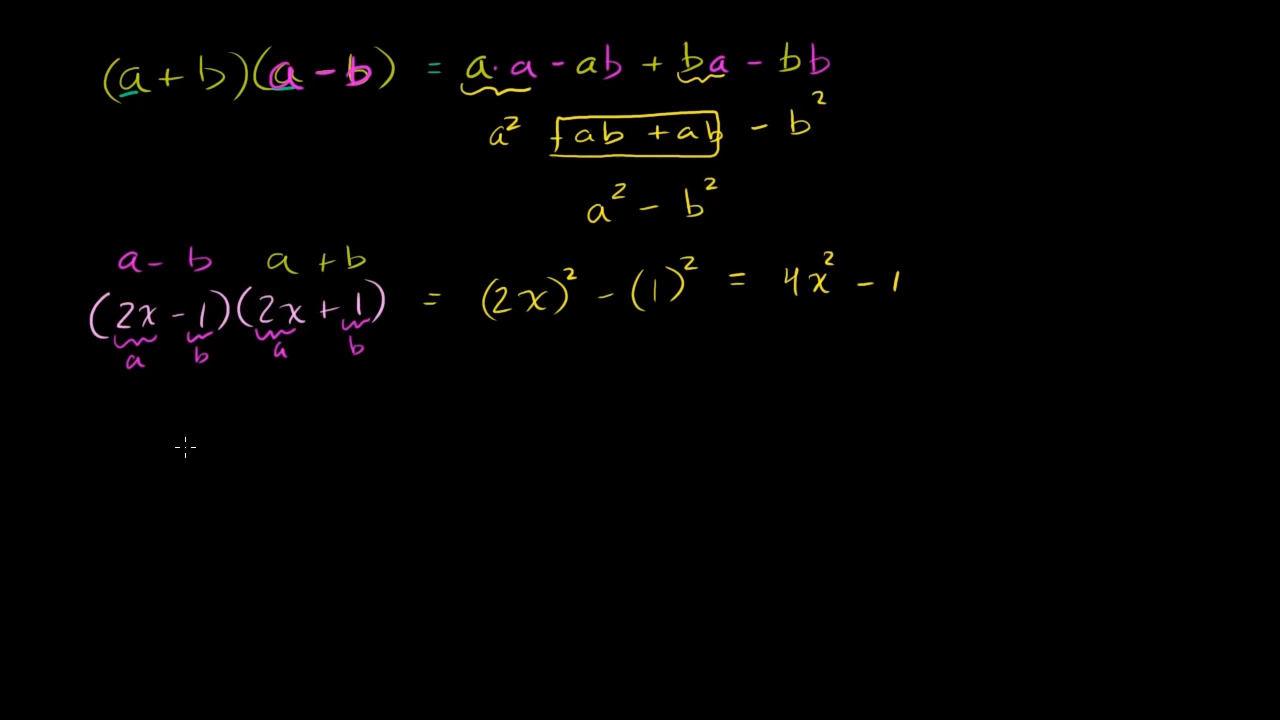 (a + b)(a - b) = a · a - ab + ba - bb
a² - ab + ab - b²
a² - b²
a - b a + b
(2x - 1)(2x + 1) = (2x)² - (1)² = 4x² - 1
a b a b